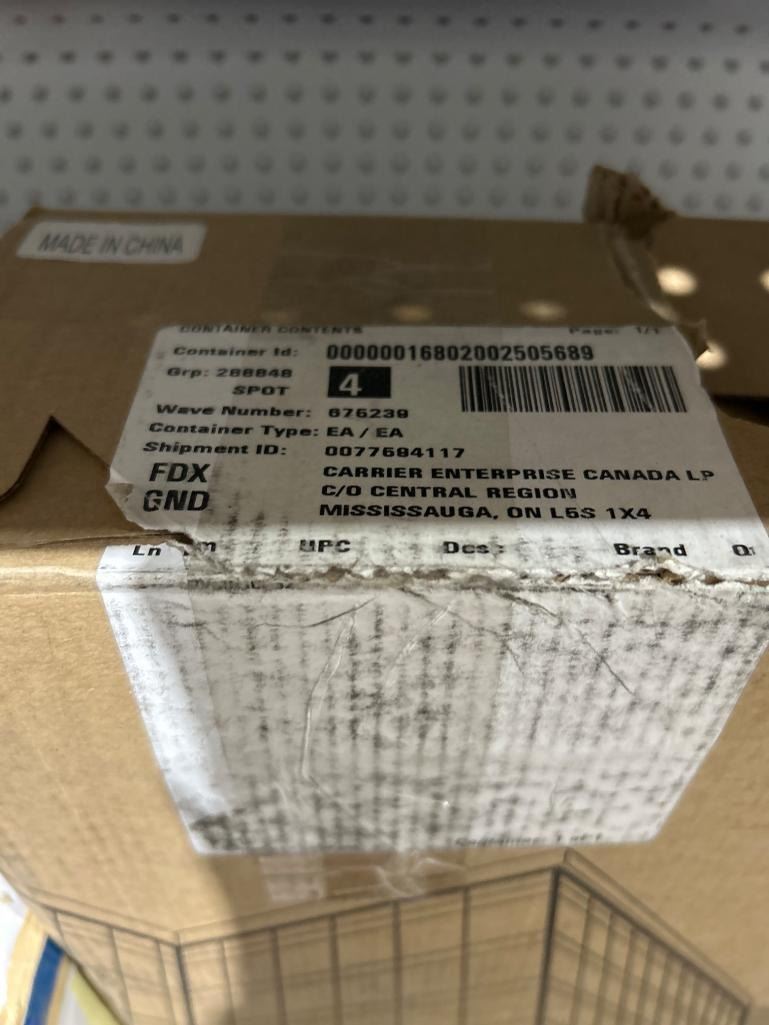 MADE IN CHINA
CONTAINER CONTENTS Page: 1/1
Container Id: 00000016802002505689
Grp: 288848 4
SPOT
Wave Number: 676239
Container Type: EA / EA
Shipment ID: 0077684117
FDX CARRIER ENTERPRISE CANADA LP
GND C/O CENTRAL REGION
MISSISSAUGA, ON L5S 1X4
Ln UPC Brand